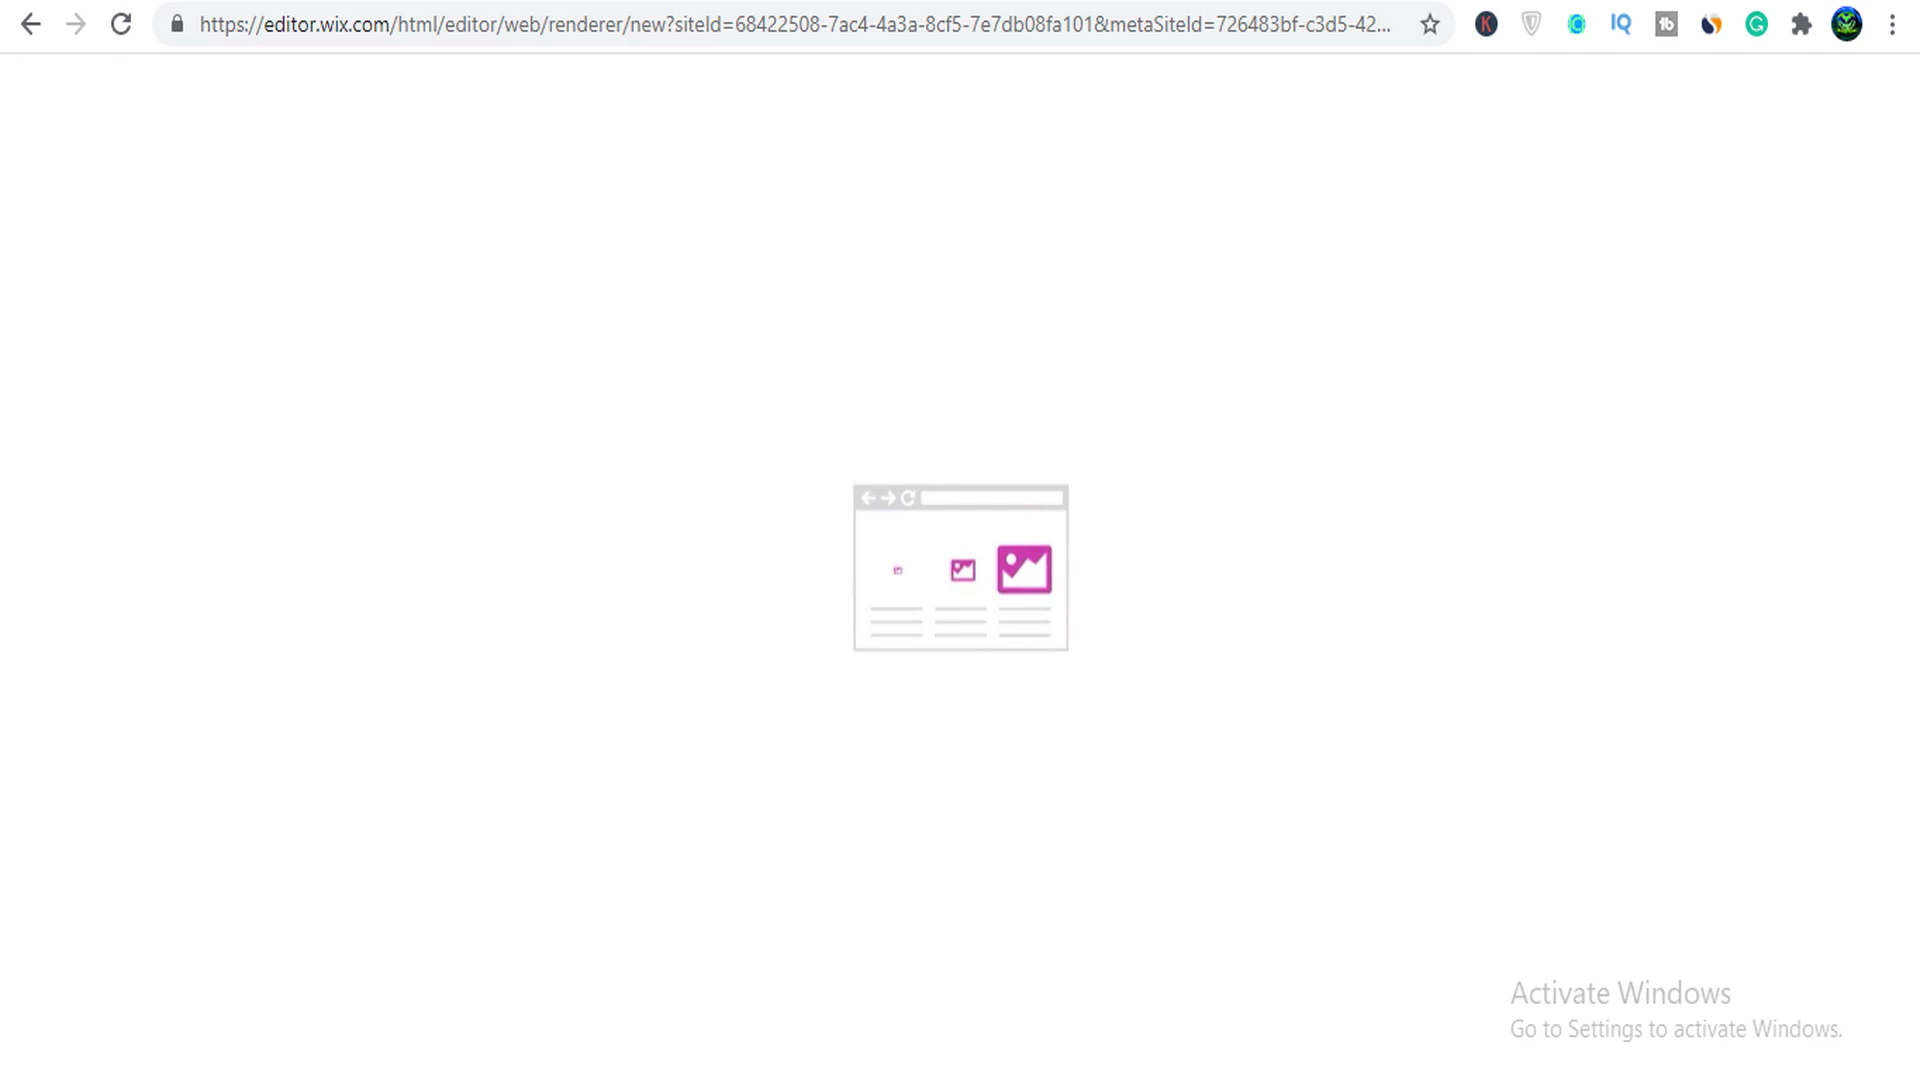 https://editor.wix.com/html/editor/web/renderer/new?siteId=68422508-7ac4-4a3a-8cf5-7e7db08fa101&metaSiteId=726483bf-c3d5-42...
K
IQ
tb
G
Activate Windows
Go to Settings to activate Windows.